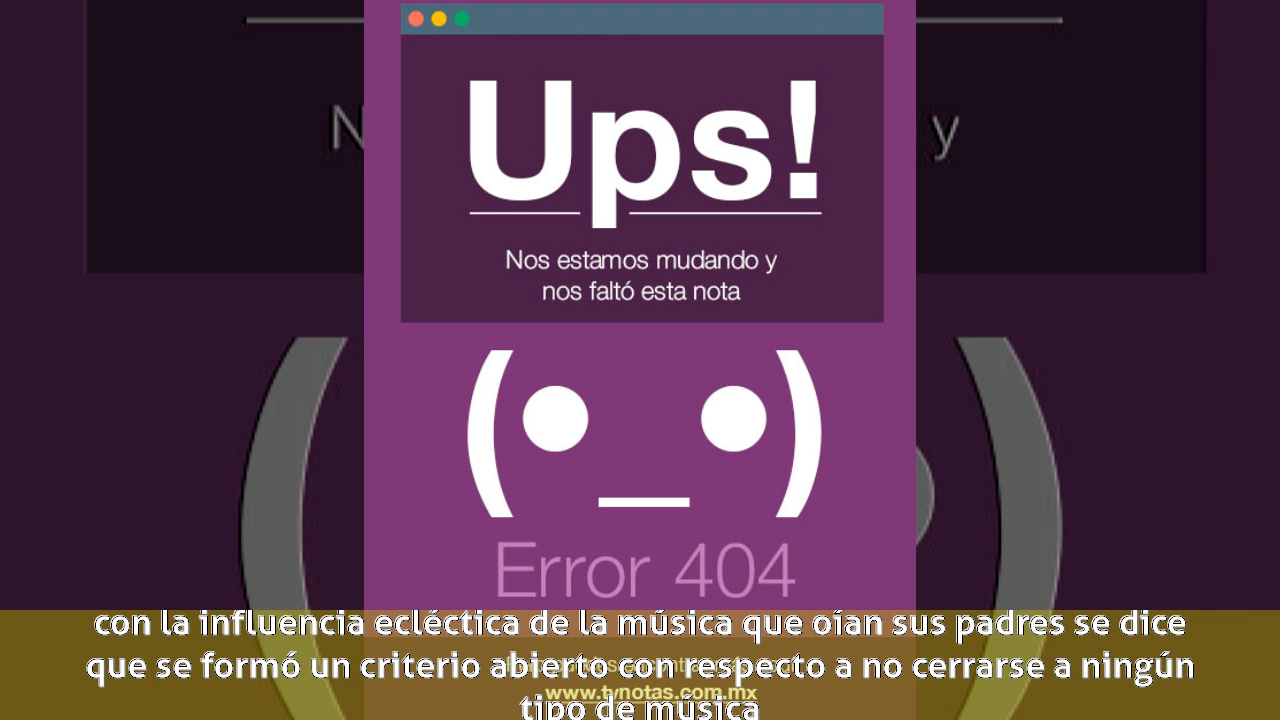 Ups!
Nos estamos mudando y
nos faltó esta nota
(•_•)
Error 404
con la influencia ecléctica de la música que oían sus padres se dice
que se formó un criterio abierto con respecto a no cerrarse a ningún
www.tvnotas.com.mx
tipo de música